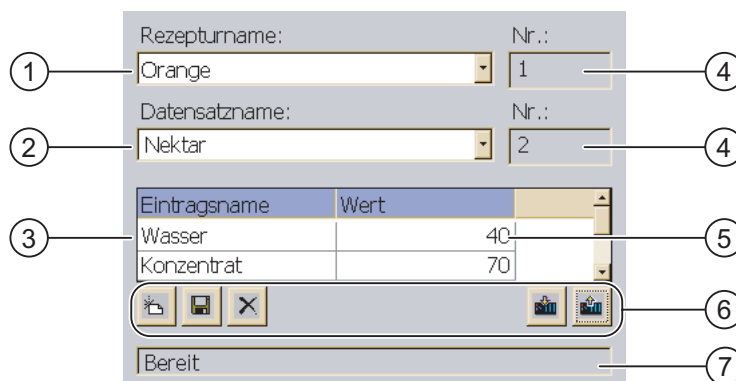 Rezepturname: Nr.:
1 Orange 1 4
Datensatzname: Nr.:
2 Nektar 2 4
Eintragsname Wert
3 Wasser 40 5
Konzentrat 70
6
Bereit 7